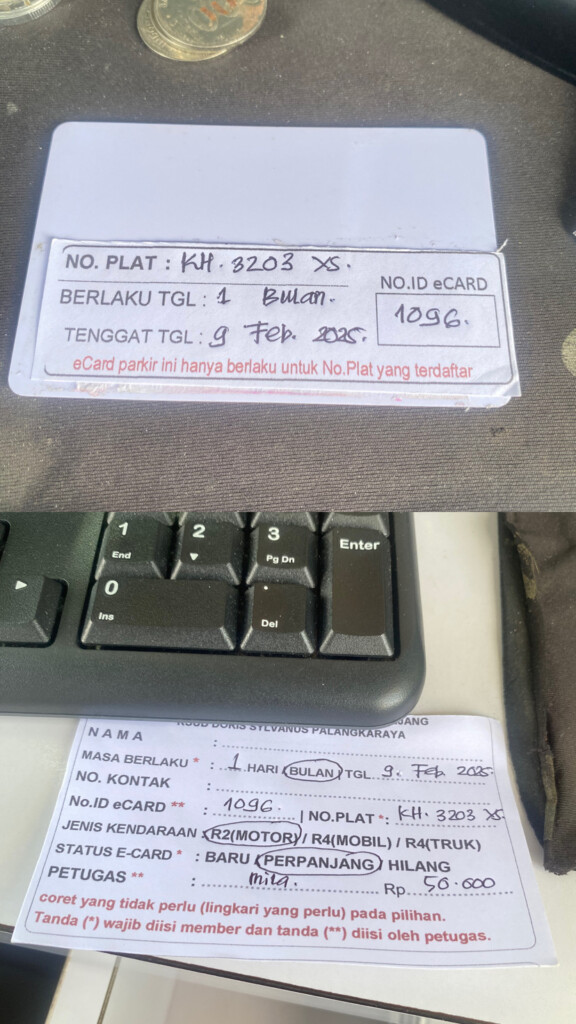 NO. PLAT : KH. 3203 XS.
BERLAKU TGL : 1 Bulan.
TENGGAT TGL : 9 Feb. 2025.
NO.ID eCARD
1096.
eCard parkir ini hanya berlaku untuk No.Plat yang terdaftar
1
End
2
3
Pg Dn
Enter
0
Ins
.
Del
RSUD DORIS SYLVANUS PALANGKARAYA
N A M A :
MASA BERLAKU * : 1 HARI BULAN TGL 9. Feb 2025
NO. KONTAK :
No.ID eCARD ** : 1096. | NO.PLAT *: KH. 3203 XS
JENIS KENDARAAN : R2(MOTOR) / R4(MOBIL) / R4(TRUK)
STATUS E-CARD * : BARU PERPANJANG HILANG
PETUGAS ** : mila. Rp 50.000
coret yang tidak perlu (lingkari yang perlu) pada pilihan.
Tanda (*) wajib diisi member dan tanda (**) diisi oleh petugas.